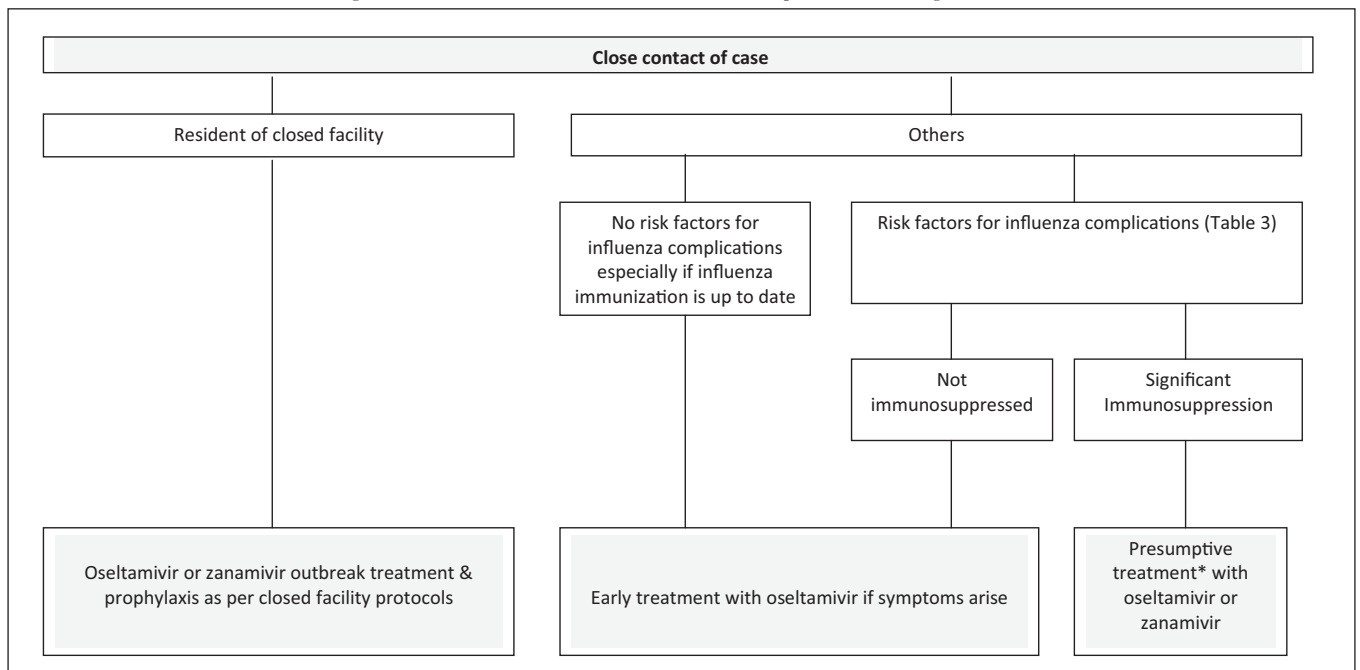 Close contact of case
Resident of closed facility
Others
No risk factors for
influenza complications
especially if influenza
immunization is up to date
Risk factors for influenza complications (Table 3)
Not
immunosuppressed
Significant
Immunosuppression
Oseltamivir or zanamivir outbreak treatment &
prophylaxis as per closed facility protocols
Early treatment with oseltamivir if symptoms arise
Presumptive
treatment* with
oseltamivir or
zanamivir